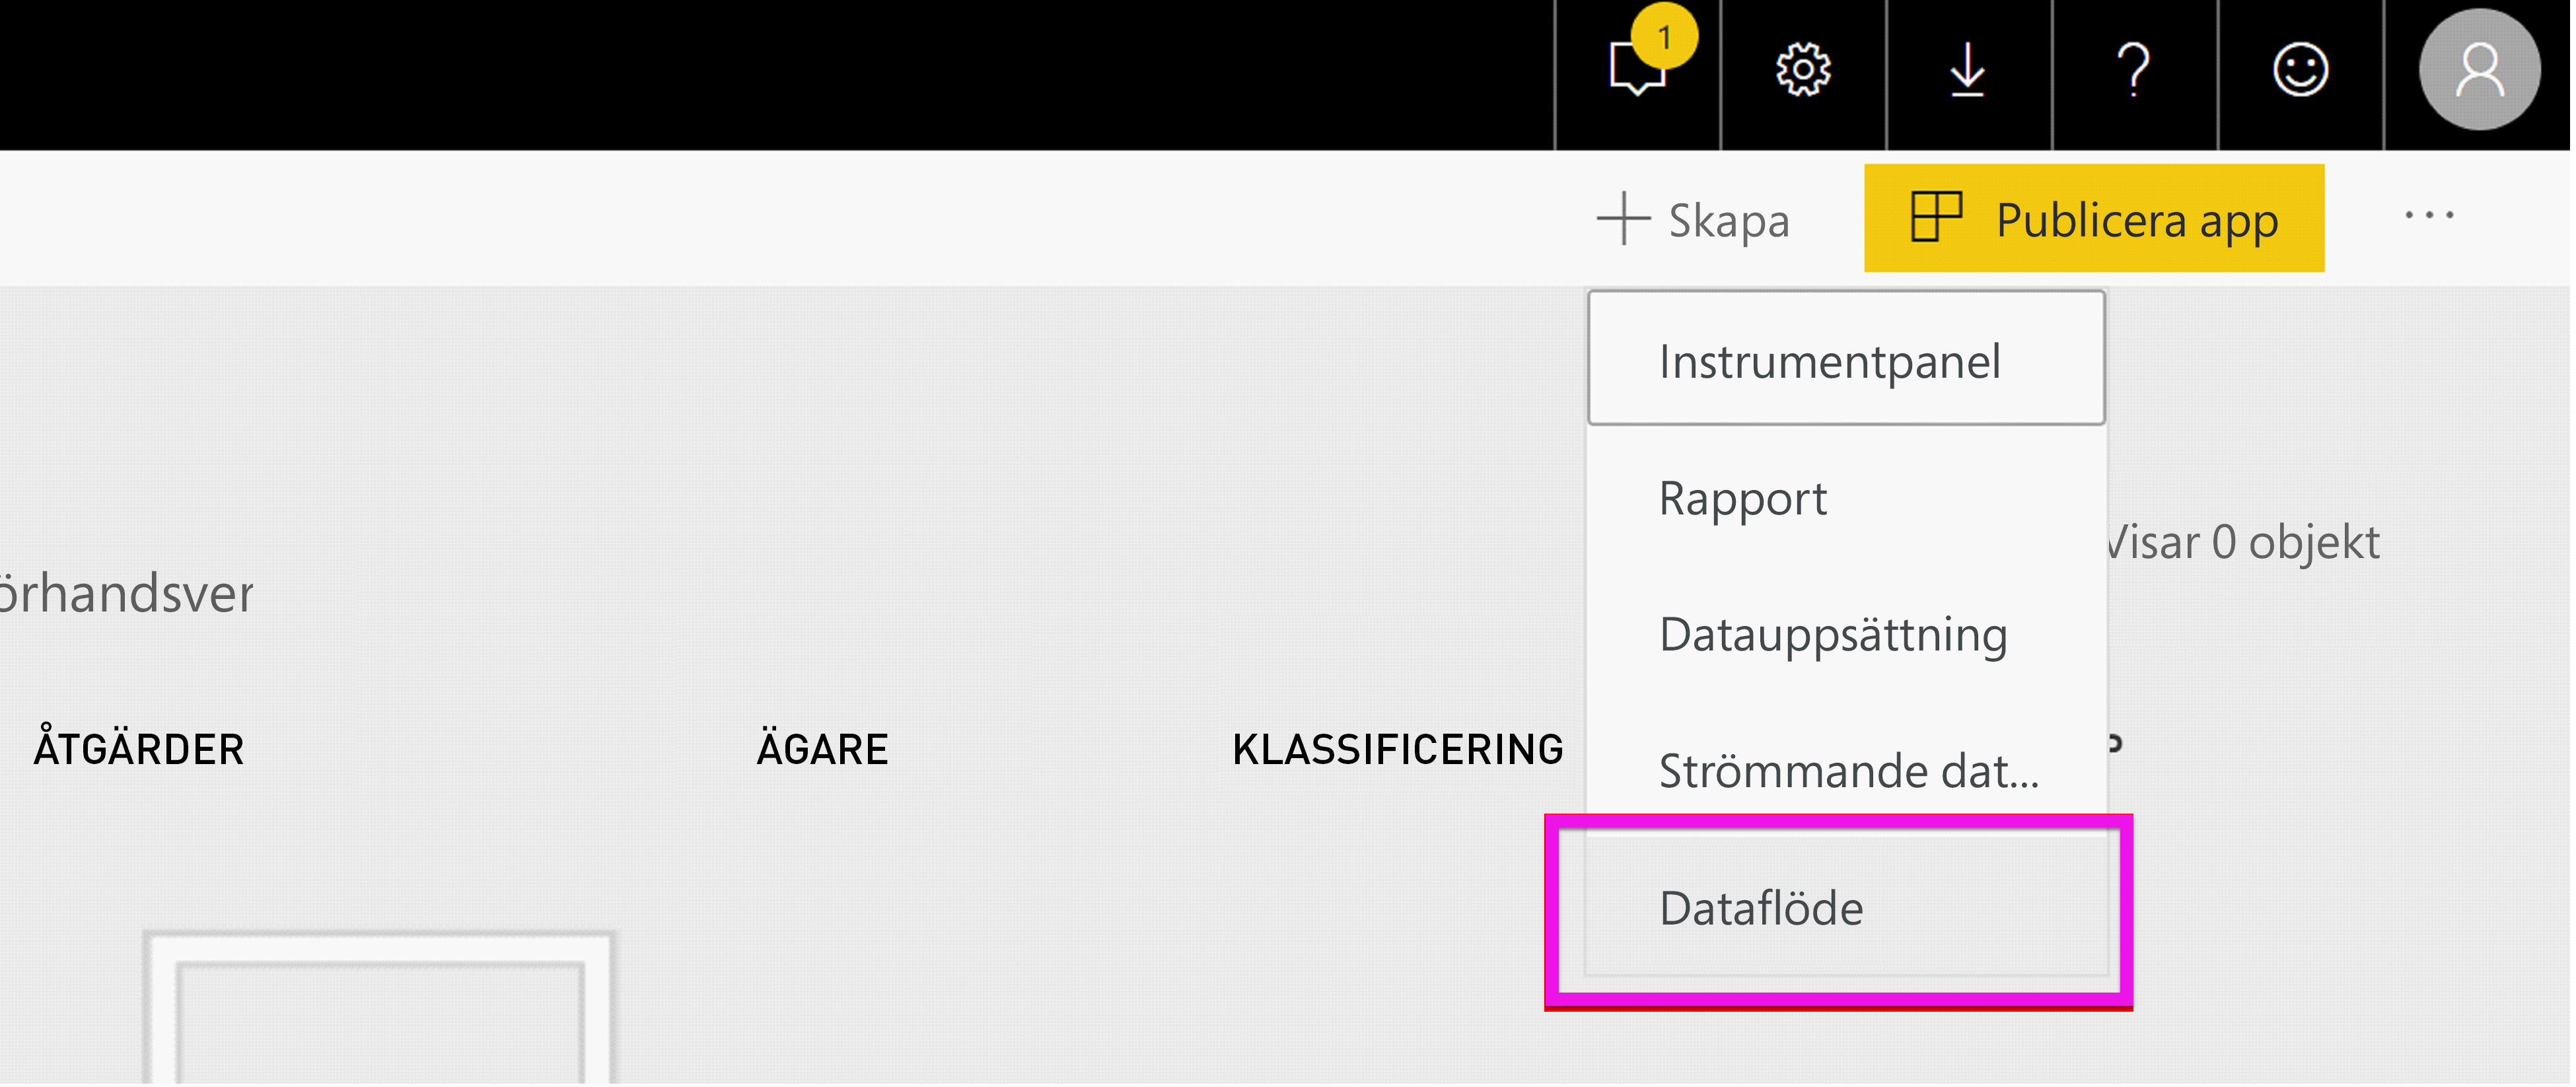 1
Skapa
Publicera app
Instrumentpanel
Rapport
Visar 0 objekt
örhandsver
Datauppsättning
ÅTGÄRDER
ÄGARE
KLASSIFICERING
Strömmande dat...
Dataflöde